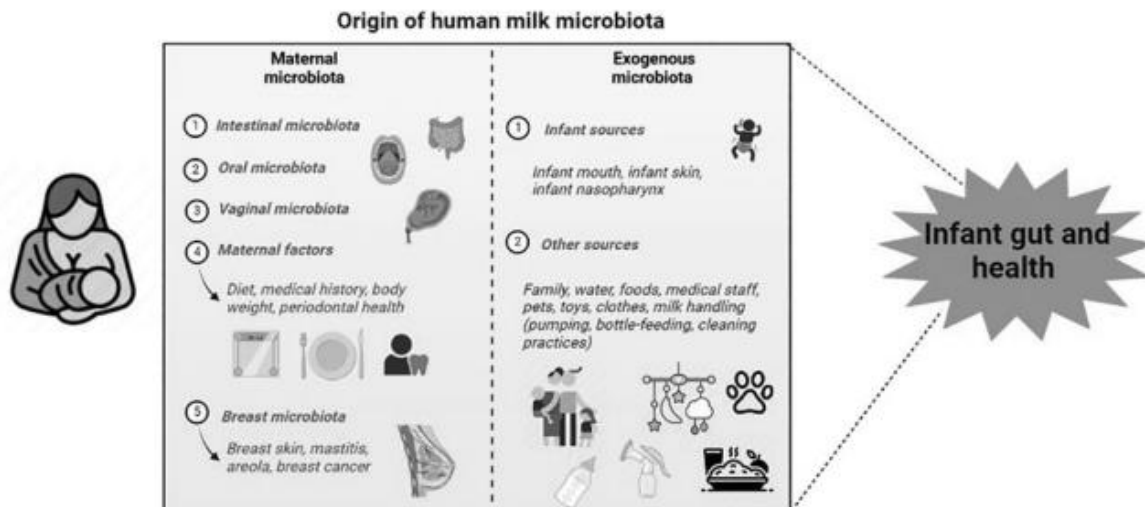 Origin of human milk microbiota
Maternal
microbiota
1 Intestinal microbiota
2 Oral microbiota
3 Vaginal microbiota
4 Maternal factors
Diet, medical history, body
weight, periodontal health
5 Breast microbiota
Breast skin, mastitis,
areola, breast cancer
Exogenous
microbiota
1 Infant sources
Infant mouth, infant skin,
infant nasopharynx
2 Other sources
Family, water, foods, medical staff,
pets, toys, clothes, milk handling
(pumping, bottle-feeding, cleaning
practices)
Infant gut and
health